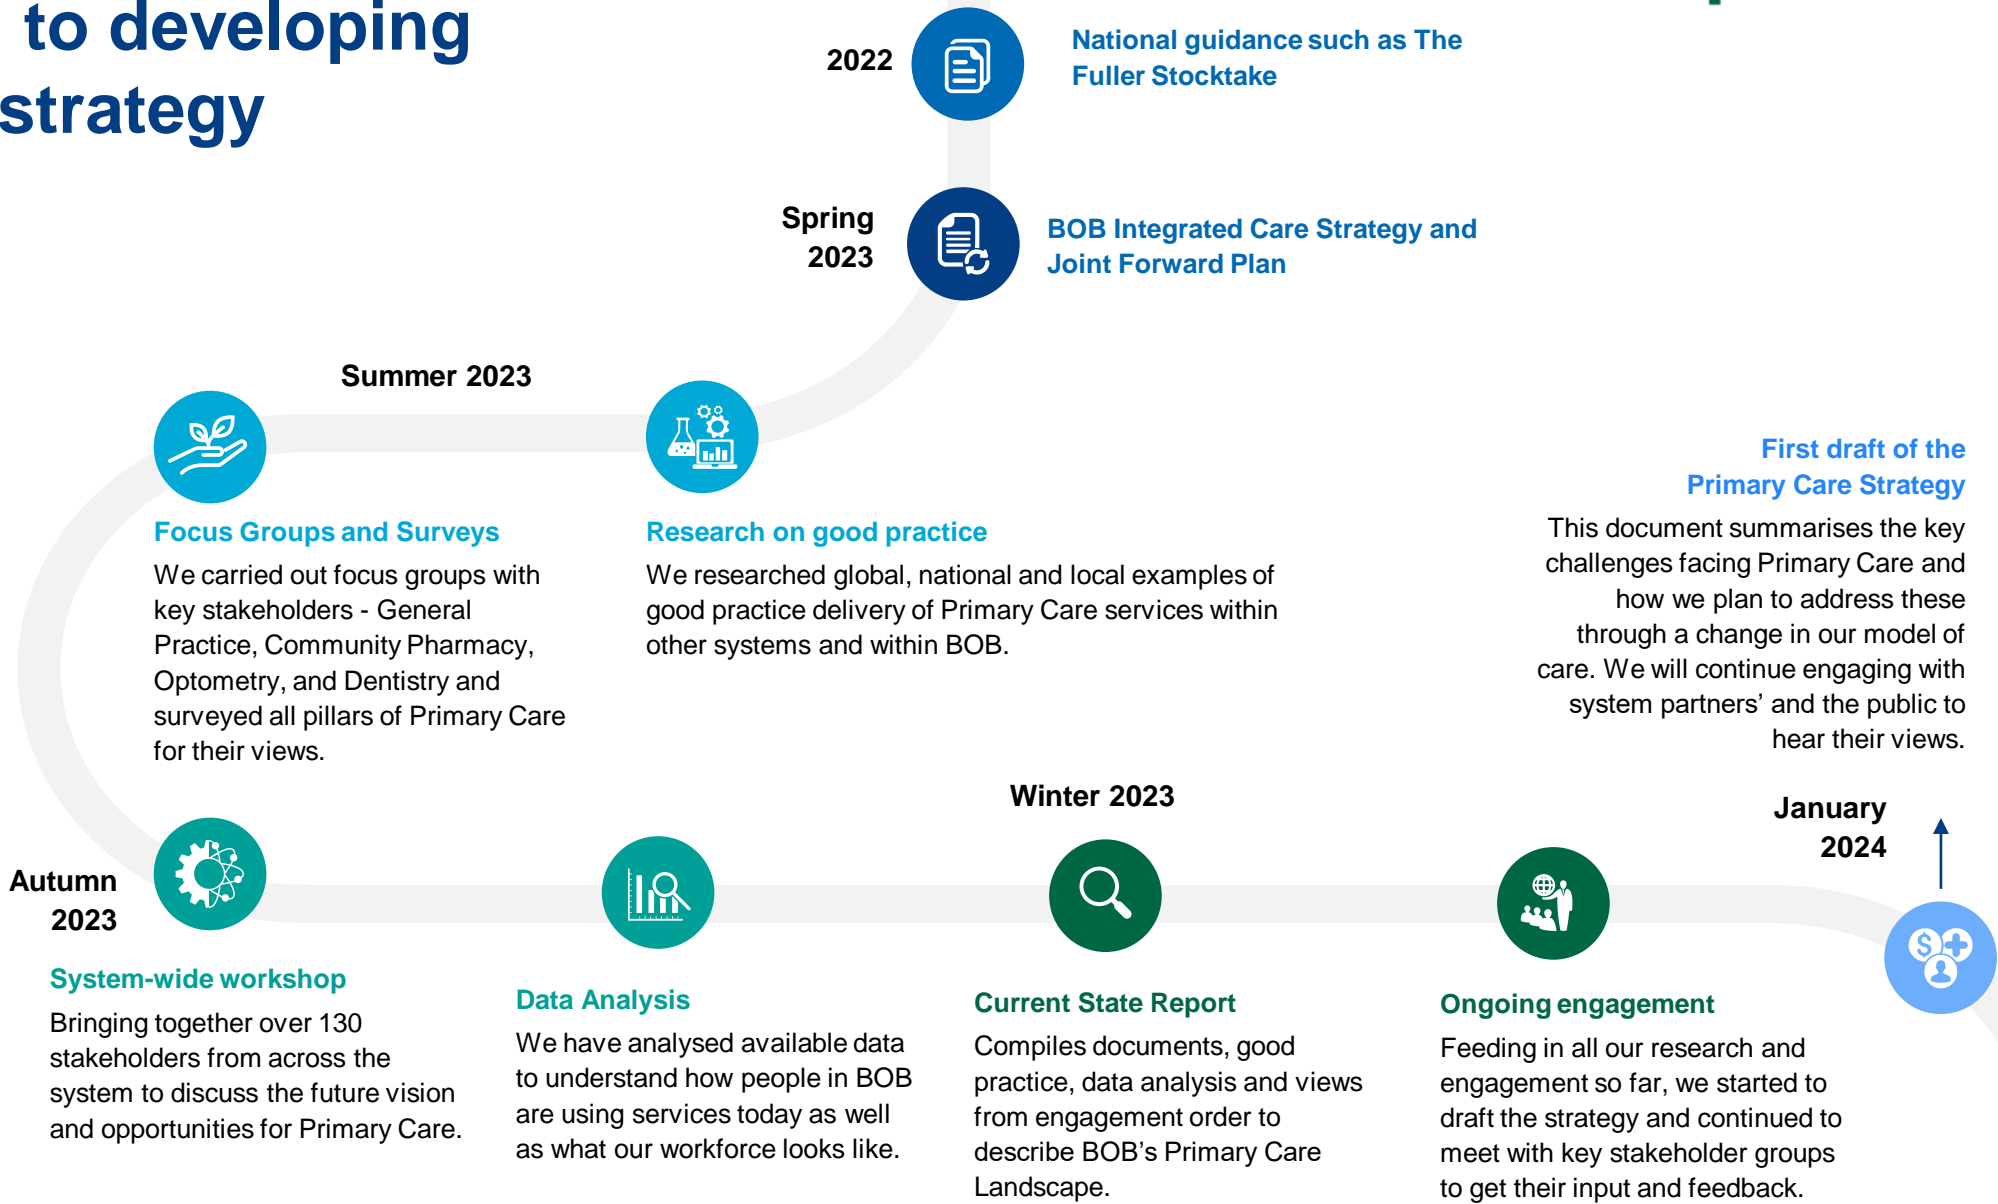 to developing
strategy
2022
National guidance such as The
Fuller Stocktake
Spring
2023
BOB Integrated Care Strategy and
Joint Forward Plan
Summer 2023
Focus Groups and Surveys
We carried out focus groups with
key stakeholders - General
Practice, Community Pharmacy,
Optometry, and Dentistry and
surveyed all pillars of Primary Care
for their views.
Research on good practice
We researched global, national and local examples of
good practice delivery of Primary Care services within
other systems and within BOB.
First draft of the
Primary Care Strategy
This document summarises the key
challenges facing Primary Care and
how we plan to address these
through a change in our model of
care. We will continue engaging with
system partners’ and the public to
hear their views.
January
2024
Winter 2023
Autumn
2023
System-wide workshop
Bringing together over 130
stakeholders from across the
system to discuss the future vision
and opportunities for Primary Care.
Data Analysis
We have analysed available data
to understand how people in BOB
are using services today as well
as what our workforce looks like.
Current State Report
Compiles documents, good
practice, data analysis and views
from engagement order to
describe BOB’s Primary Care
Landscape.
Ongoing engagement
Feeding in all our research and
engagement so far, we started to
draft the strategy and continued to
meet with key stakeholder groups
to get their input and feedback.